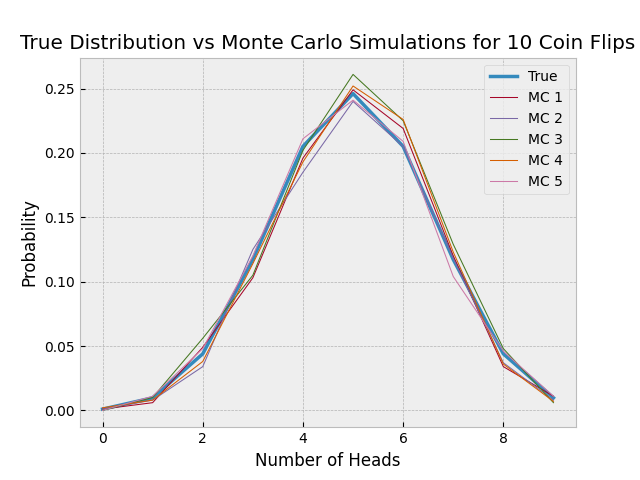 True Distribution vs Monte Carlo Simulations for 10 Coin Flips
True
MC 1
MC 2
MC 3
MC 4
MC 5
0.25
0.20
0.15
0.10
0.05
0.00
Probability
0 2 4 6 8
Number of Heads